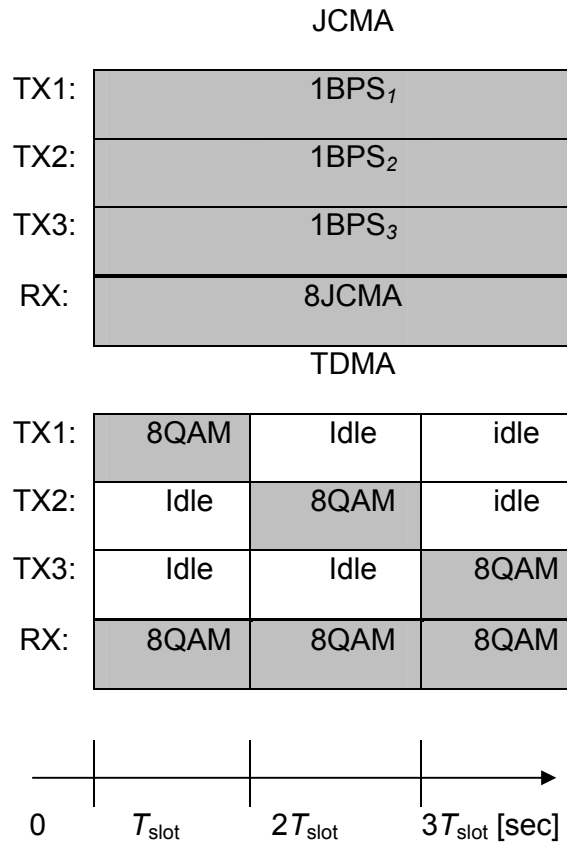 JCMA
TX1: 1BPS1
TX2: 1BPS2
TX3: 1BPS3
RX: 8JCMA
TDMA
TX1: 8QAM Idle idle
TX2: Idle 8QAM idle
TX3: Idle Idle 8QAM
RX: 8QAM 8QAM 8QAM
0 Tslot 2Tslot 3Tslot [sec]